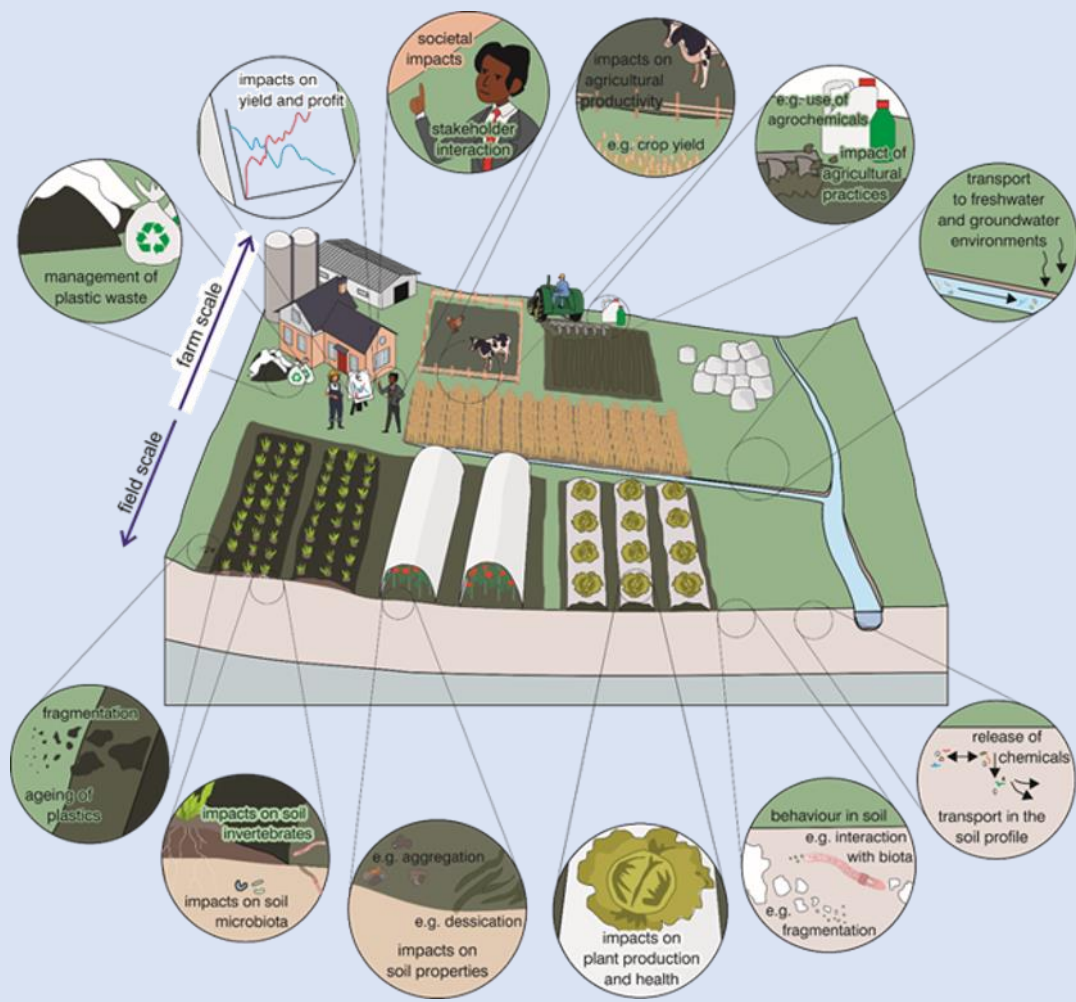 societal
impacts
stakeholder
interaction
impacts on
agricultural
productivity
e.g. crop yield
impacts on
yield and profit
e.g. use of
agrochemicals
impact of
agricultural
practices
management of
plastic waste
transport
to freshwater
and groundwater
environments
farm scale
field scale
fragmentation
ageing of
plastics
impacts on soil
invertebrates
impacts on soil
microbiota
e.g. aggregation
e.g. dessication
impacts on
soil properties
impacts on
plant production
and health
behaviour in soil
e.g. interaction
with biota
e.g.
fragmentation
release of
chemicals
transport in the
soil profile